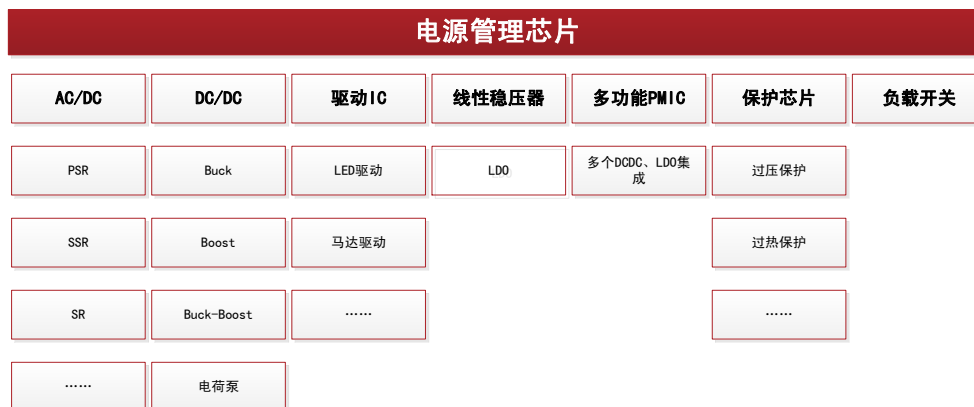 电源管理芯片
AC/DC
DC/DC
驱动IC
线性稳压器
多功能PMIC
保护芯片
负载开关
PSR
Buck
LED驱动
LDO
多个DCDC、LDO集
成
过压保护
SSR
Boost
马达驱动
过热保护
SR
Buck-Boost
……
……
……
电荷泵